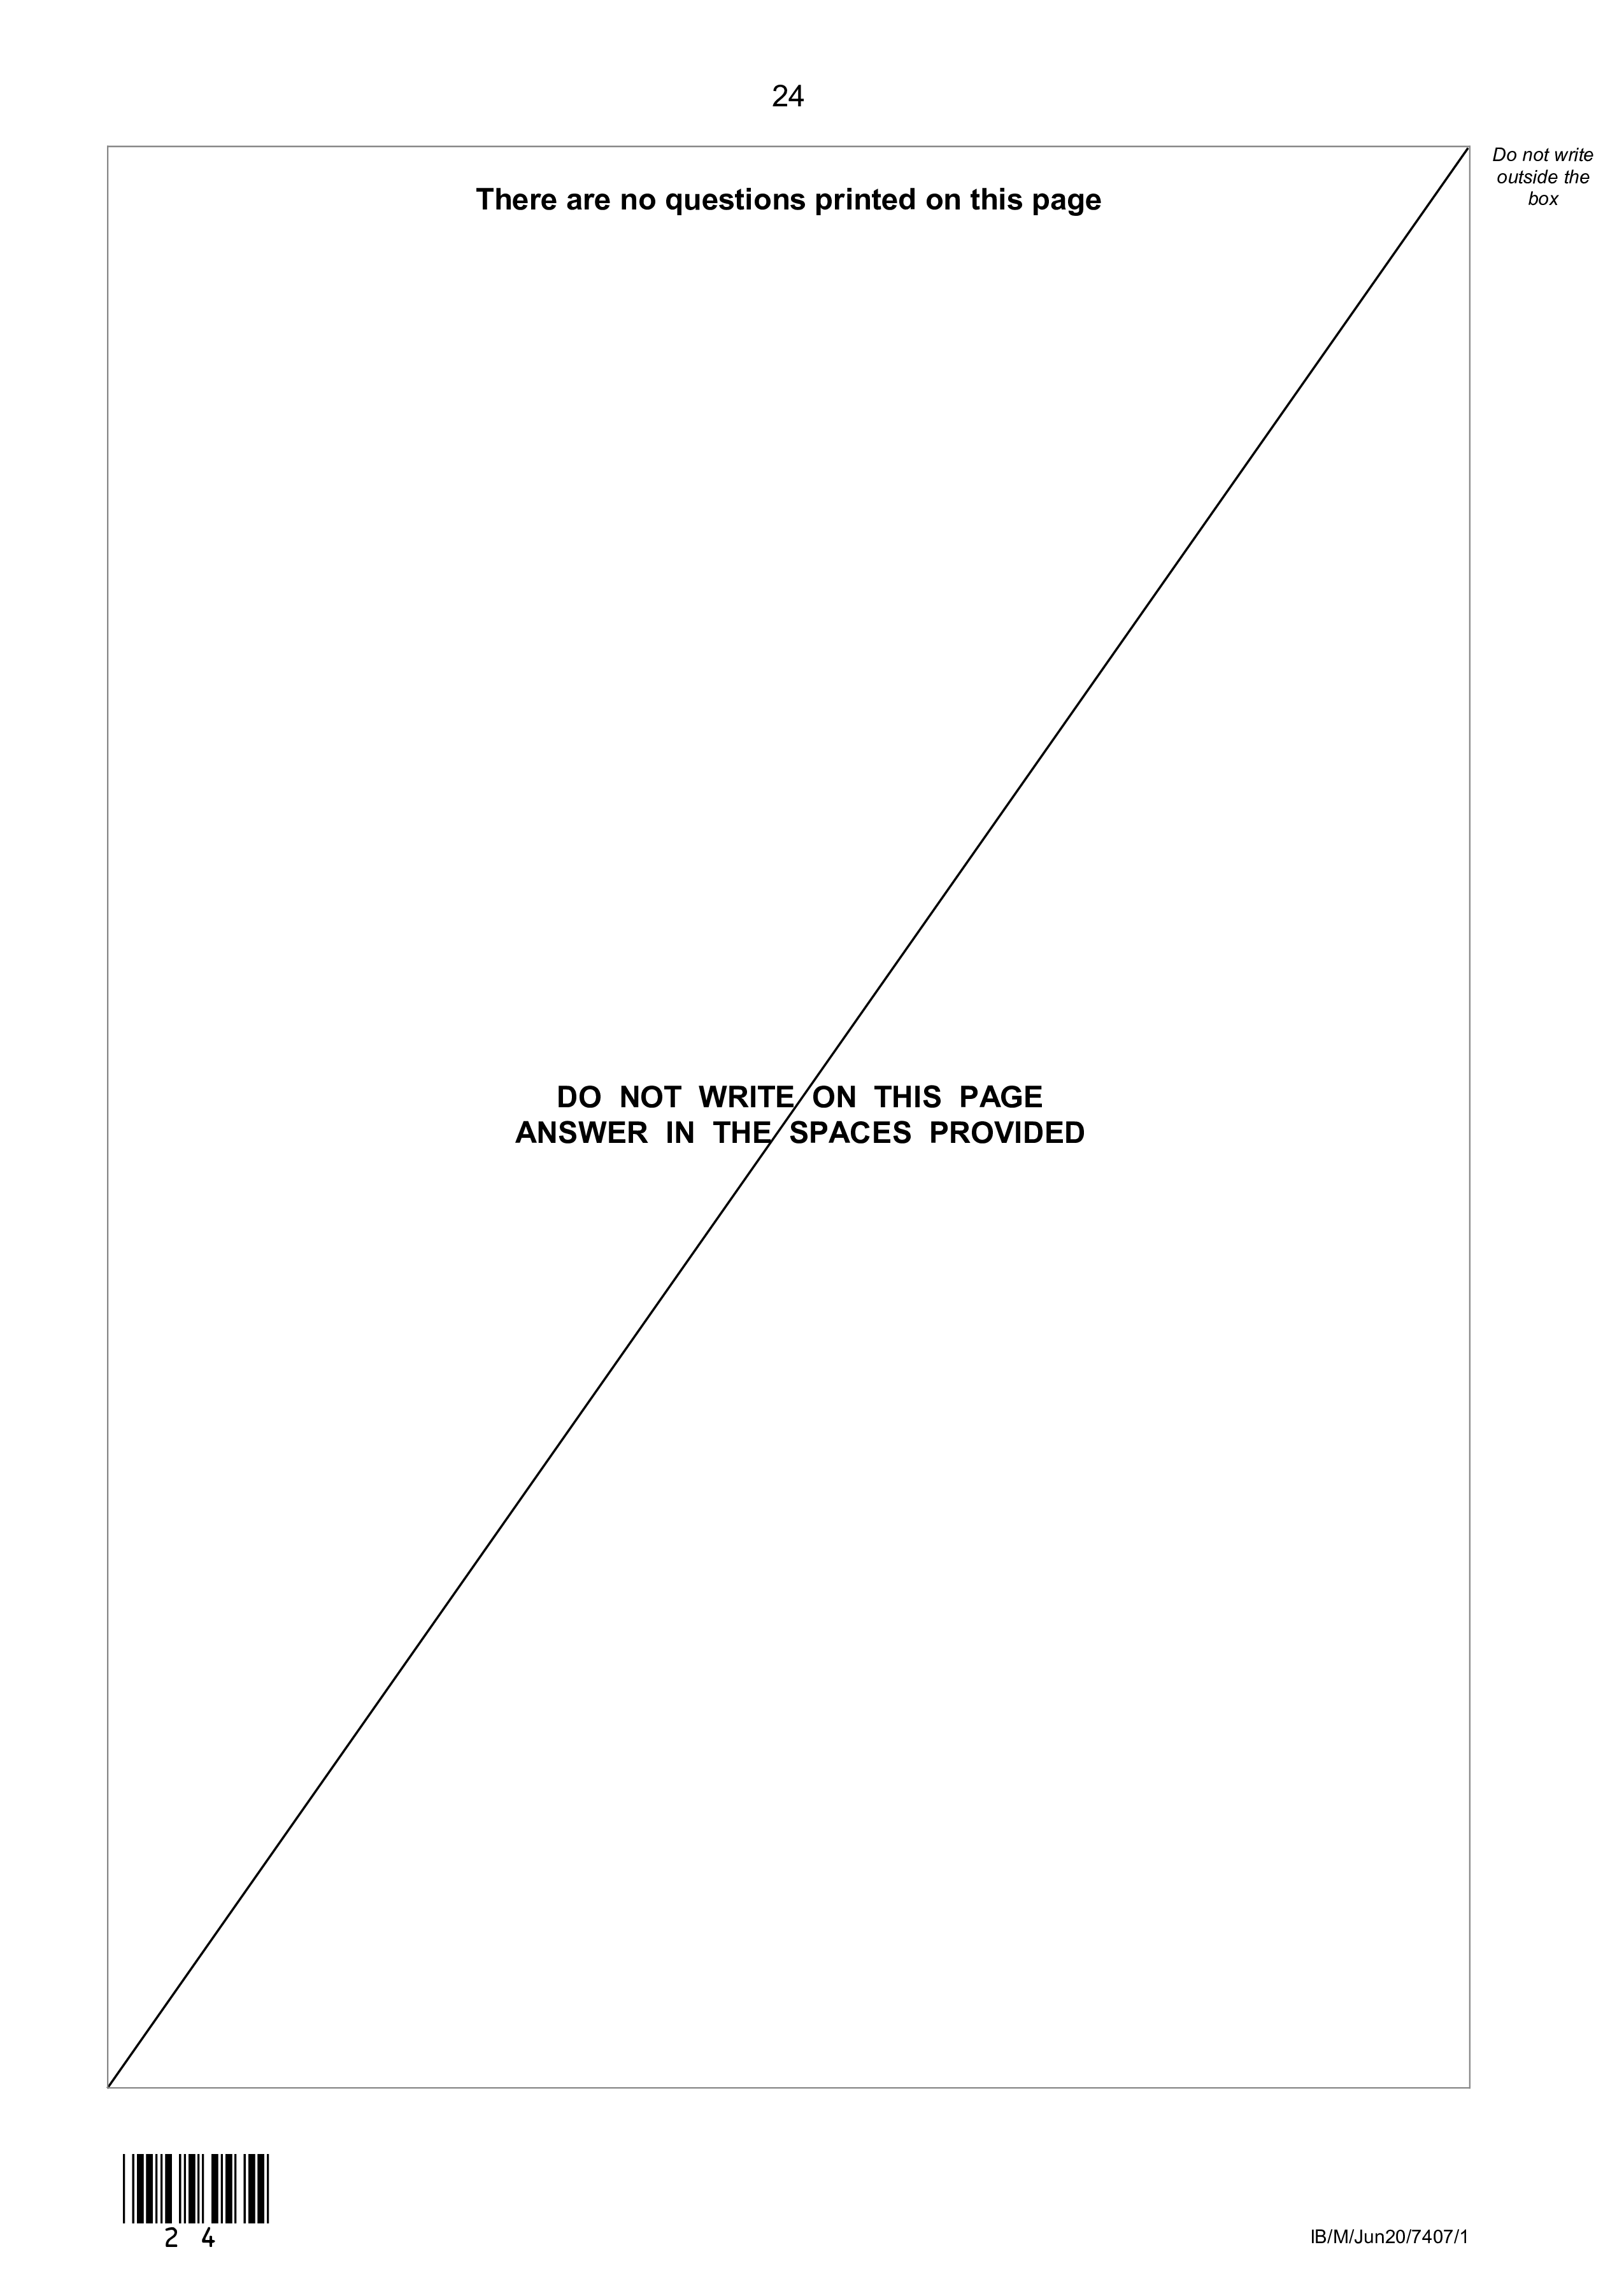 24
Do not write
outside the
box
There are no questions printed on this page
DO NOT WRITE ON THIS PAGE
ANSWER IN THE SPACES PROVIDED
2 4
IB/M/Jun20/7407/1